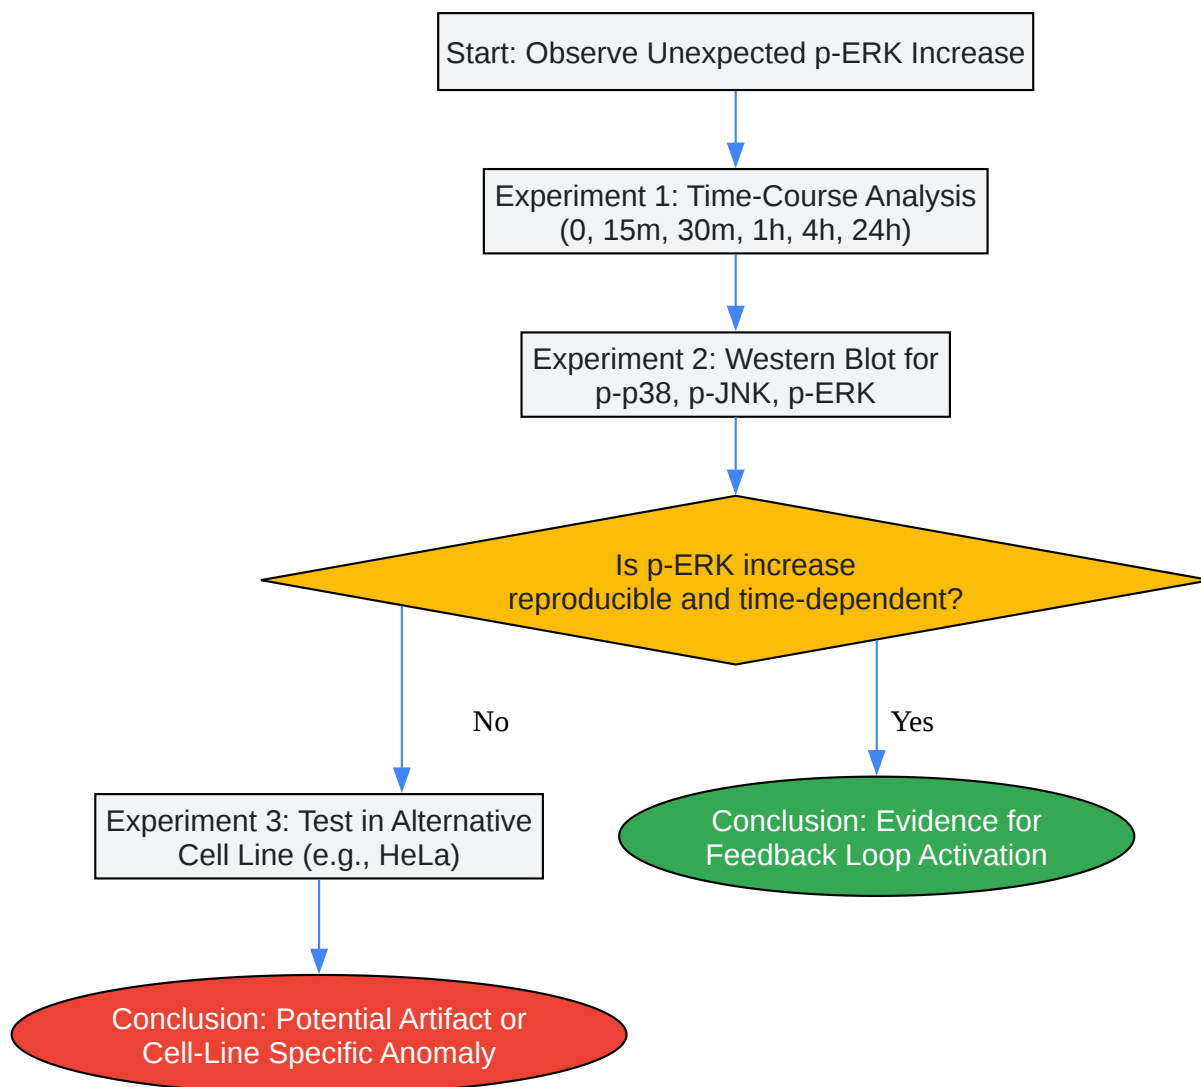 Start: Observe Unexpected p-ERK Increase
Experiment 1: Time-Course Analysis
(0, 15m, 30m, 1h, 4h, 24h)
Experiment 2: Western Blot for
p-p38, p-JNK, p-ERK
Is p-ERK increase
reproducible and time-dependent?
No
Yes
Experiment 3: Test in Alternative
Cell Line (e.g., HeLa)
Conclusion: Evidence for
Feedback Loop Activation
Conclusion: Potential Artifact or
Cell-Line Specific Anomaly